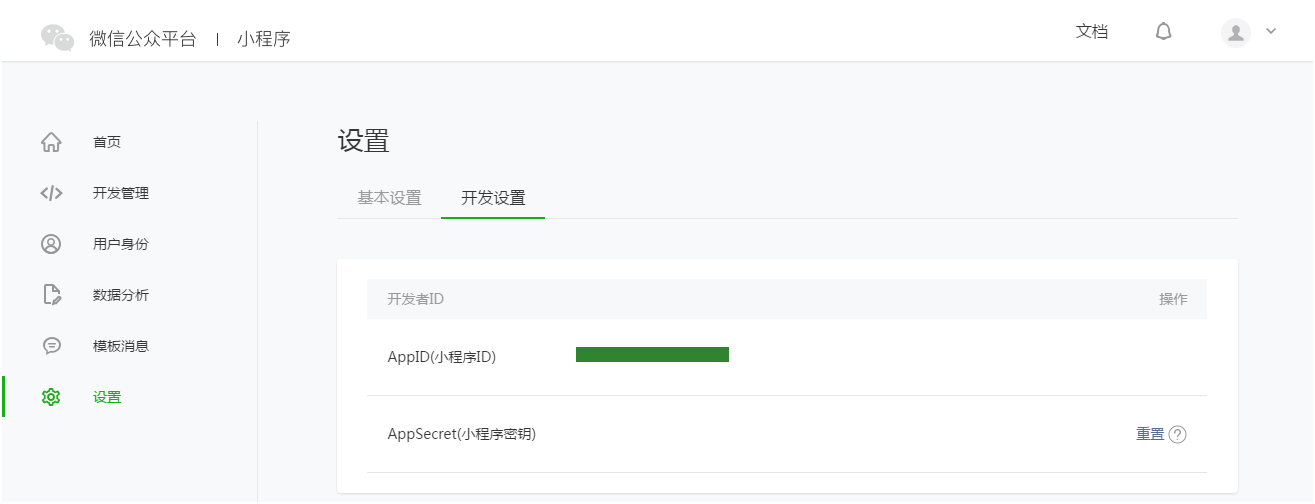 微信公众平台 | 小程序
文档
首页
开发管理
用户身份
数据分析
模板消息
设置
设置
基本设置 开发设置
开发者ID 操作
AppID(小程序ID)
AppSecret(小程序密钥) 重置 ?